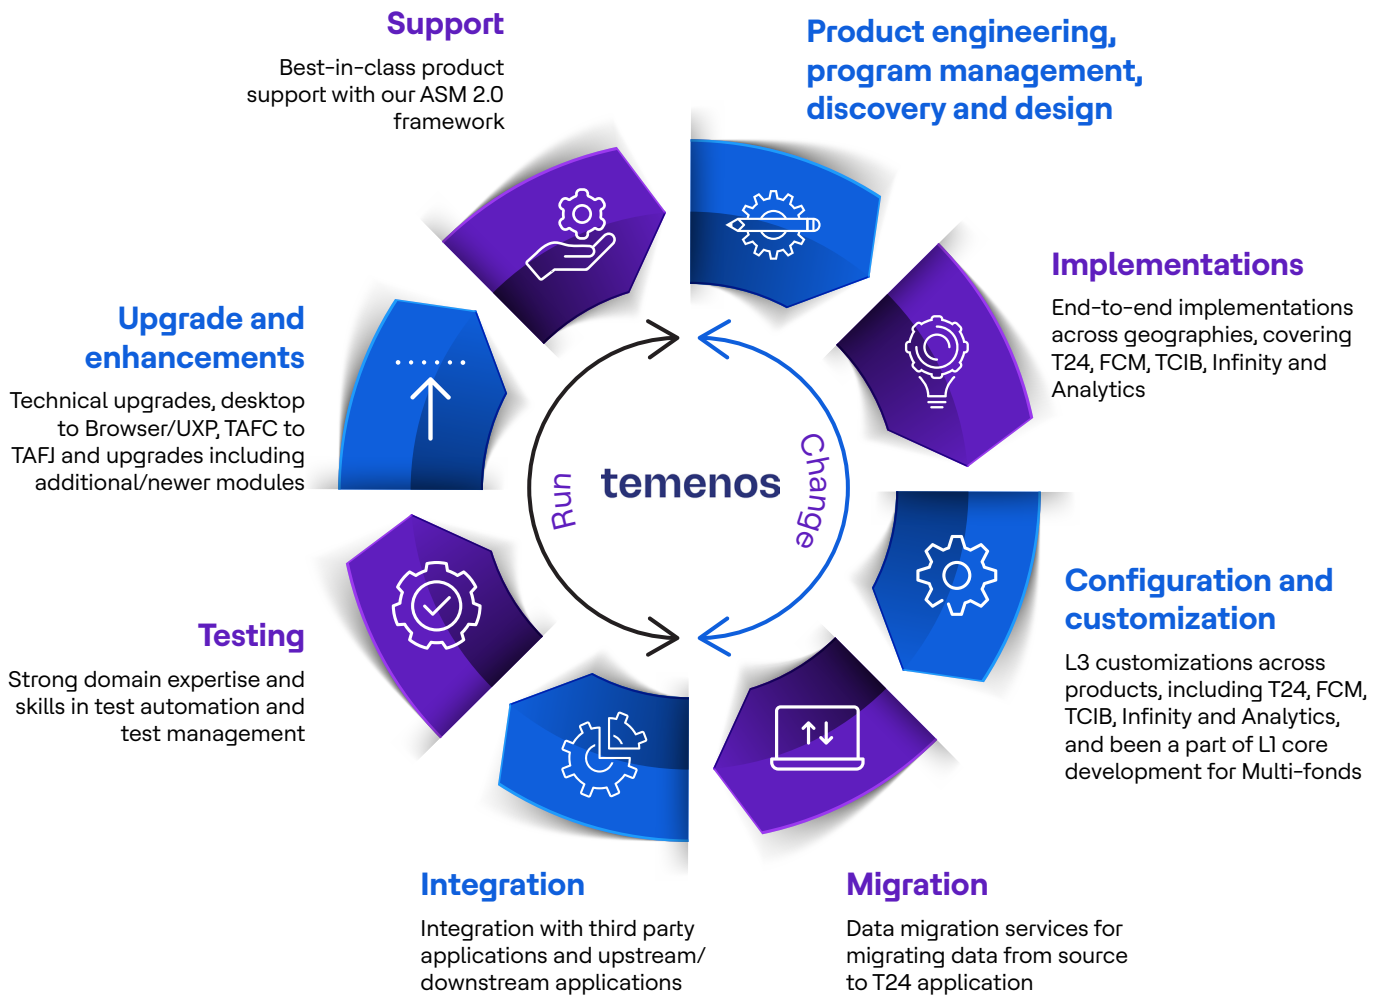 Support
Best-in-class product
support with our ASM 2.0
framework
Product engineering,
program management,
discovery and design
Implementations
End-to-end implementations
across geographies, covering
T24, FCM, TCIB, Infinity and
Analytics
Upgrade and
enhancements
Technical upgrades, desktop
to Browser/UXP, TAFC to
TAFJ and upgrades including
additional/newer modules
Run
temenos
Change
Configuration and
customization
L3 customizations across
products, including T24, FCM,
TCIB, Infinity and Analytics,
and been a part of L1 core
development for Multi-fonds
Testing
Strong domain expertise and
skills in test automation and
test management
Integration
Integration with third party
applications and upstream/
downstream applications
Migration
Data migration services for
migrating data from source
to T24 application